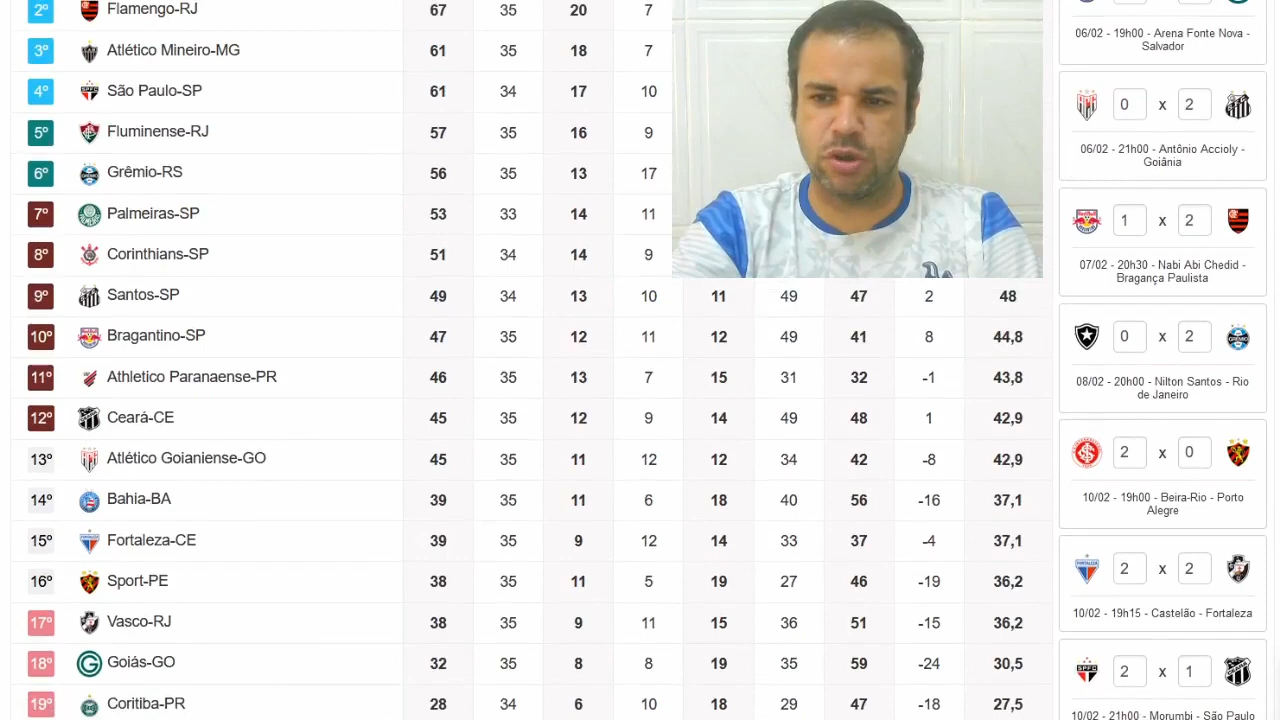 2º Flamengo-RJ 67 35 20 7
3º Atlético Mineiro-MG 61 35 18 7
4º São Paulo-SP 61 34 17 10
5º Fluminense-RJ 57 35 16 9
6º Grêmio-RS 56 35 13 17
7º Palmeiras-SP 53 33 14 11
8º Corinthians-SP 51 34 14 9
9º Santos-SP 49 34 13 10 11 49 47 2 48
10º Bragantino-SP 47 35 12 11 12 49 41 8 44,8
11º Athletico Paranaense-PR 46 35 13 7 15 31 32 -1 43,8
12º Ceará-CE 45 35 12 9 14 49 48 1 42,9
13º Atlético Goianiense-GO 45 35 11 12 12 34 42 -8 42,9
14º Bahia-BA 39 35 11 6 18 40 56 -16 37,1
15º Fortaleza-CE 39 35 9 12 14 33 37 -4 37,1
16º Sport-PE 38 35 11 5 19 27 46 -19 36,2
17º Vasco-RJ 38 35 9 11 15 36 51 -15 36,2
18º Goiás-GO 32 35 8 8 19 35 59 -24 30,5
19º Coritiba-PR 28 34 6 10 18 29 47 -18 27,5
06/02 - 19h00 - Arena Fonte Nova -
Salvador
0 x 2
06/02 - 21h00 - Antônio Accioly -
Goiânia
1 x 2
07/02 - 20h30 - Nabi Abi Chedid -
Bragança Paulista
0 x 2
08/02 - 20h00 - Nilton Santos - Rio
de Janeiro
2 x 0
10/02 - 19h00 - Beira-Rio - Porto
Alegre
2 x 2
10/02 - 19h15 - Castelão - Fortaleza
2 x 1
10/02 - 21h00 - Morumbi - São Paulo